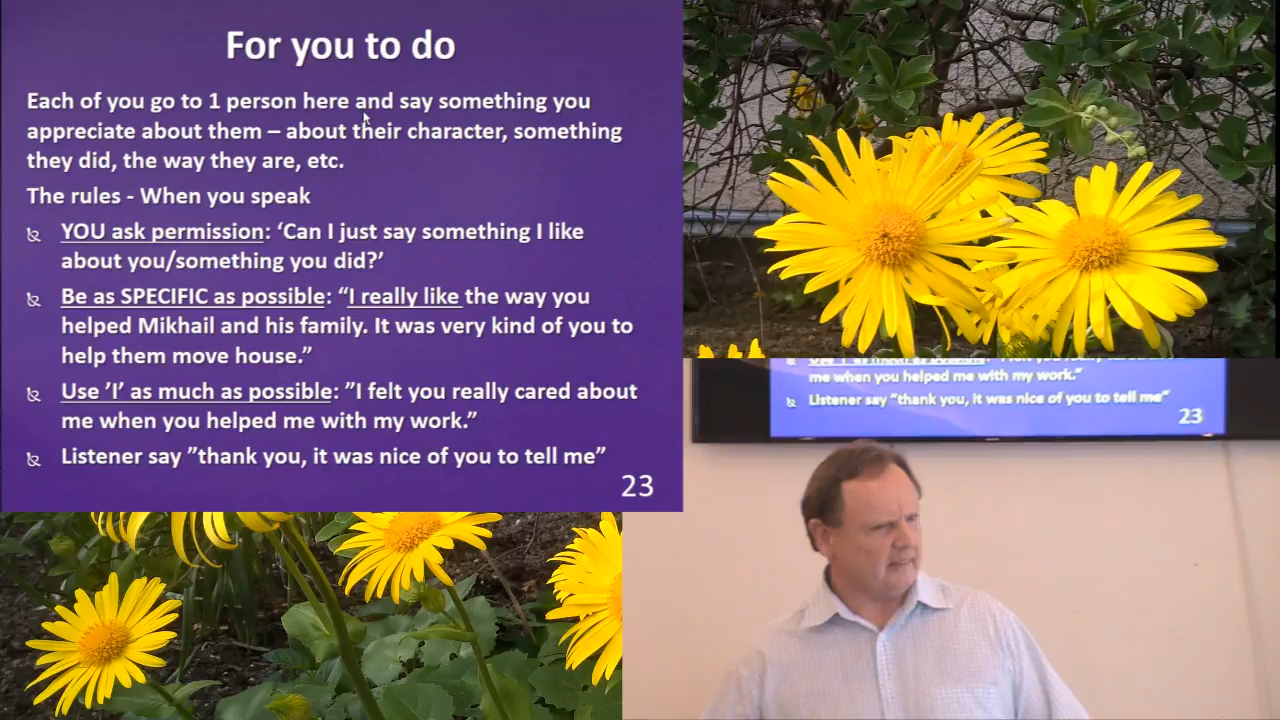 For you to do
Each of you go to 1 person here and say something you
appreciate about them – about their character, something
they did, the way they are, etc.
The rules - When you speak
YOU ask permission: ‘Can I just say something I like
about you/something you did?’
Be as SPECIFIC as possible: “I really like the way you
helped Mikhail and his family. It was very kind of you to
help them move house.”
Use ’I’ as much as possible: ”I felt you really cared about
me when you helped me with my work.”
Listener say ”thank you, it was nice of you to tell me”
23
me when you helped me with my work.”
Listener say ”thank you, it was nice of you to tell me”
23